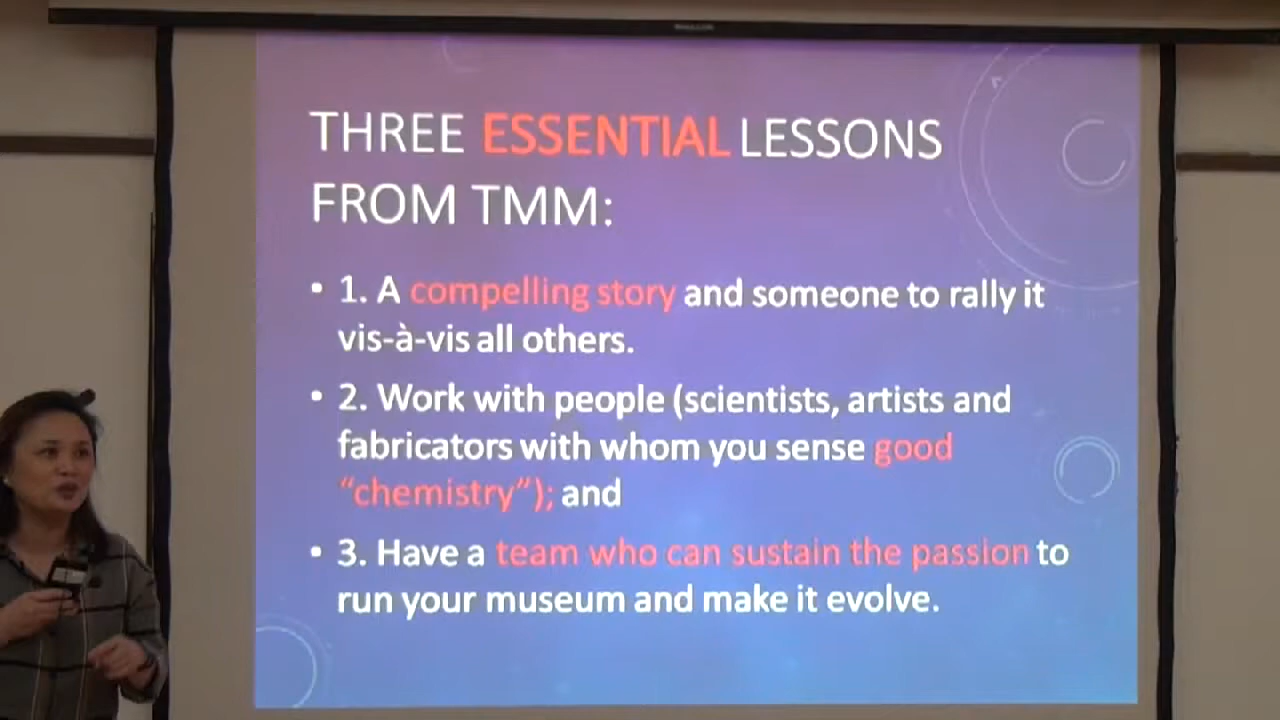 THREE ESSENTIAL LESSONS
FROM TMM:
• 1. A compelling story and someone to rally it
vis-à-vis all others.
• 2. Work with people (scientists, artists and
fabricators with whom you sense good
“chemistry”); and
• 3. Have a team who can sustain the passion to
run your museum and make it evolve.